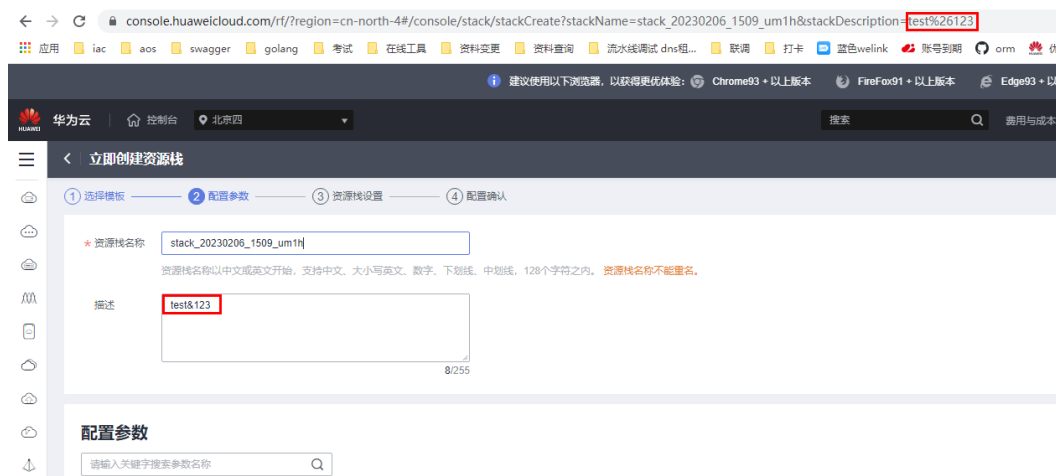 console.huaweicloud.com/rf/?region=cn-north-4#/console/stack/stackCreate?stackName=stack_20230206_1509_um1h&stackDescription=test%26123
应用 iac aos swagger golang 考试 在线工具 资料变更 资料查询 流水线调试 dns租... 联调 打卡 蓝色welink 账号到期 orm
建议使用以下浏览器，以获得更优体验: Chrome93 + 以上版本 FireFox91 + 以上版本 Edge93 + 以
HUAWEI 华为云 控制台 北京四 搜索 费用与成本
立即创建资源栈
1 选择模板 2 配置参数 3 资源栈设置 4 配置确认
* 资源栈名称 stack_20230206_1509_um1h
资源栈名称以中文或英文开始，支持中文、大小写英文、数字、下划线、中划线，128个字符之内。 资源栈名称不能重名。
描述 test&123
8/255
配置参数
请输入关键字搜索参数名称